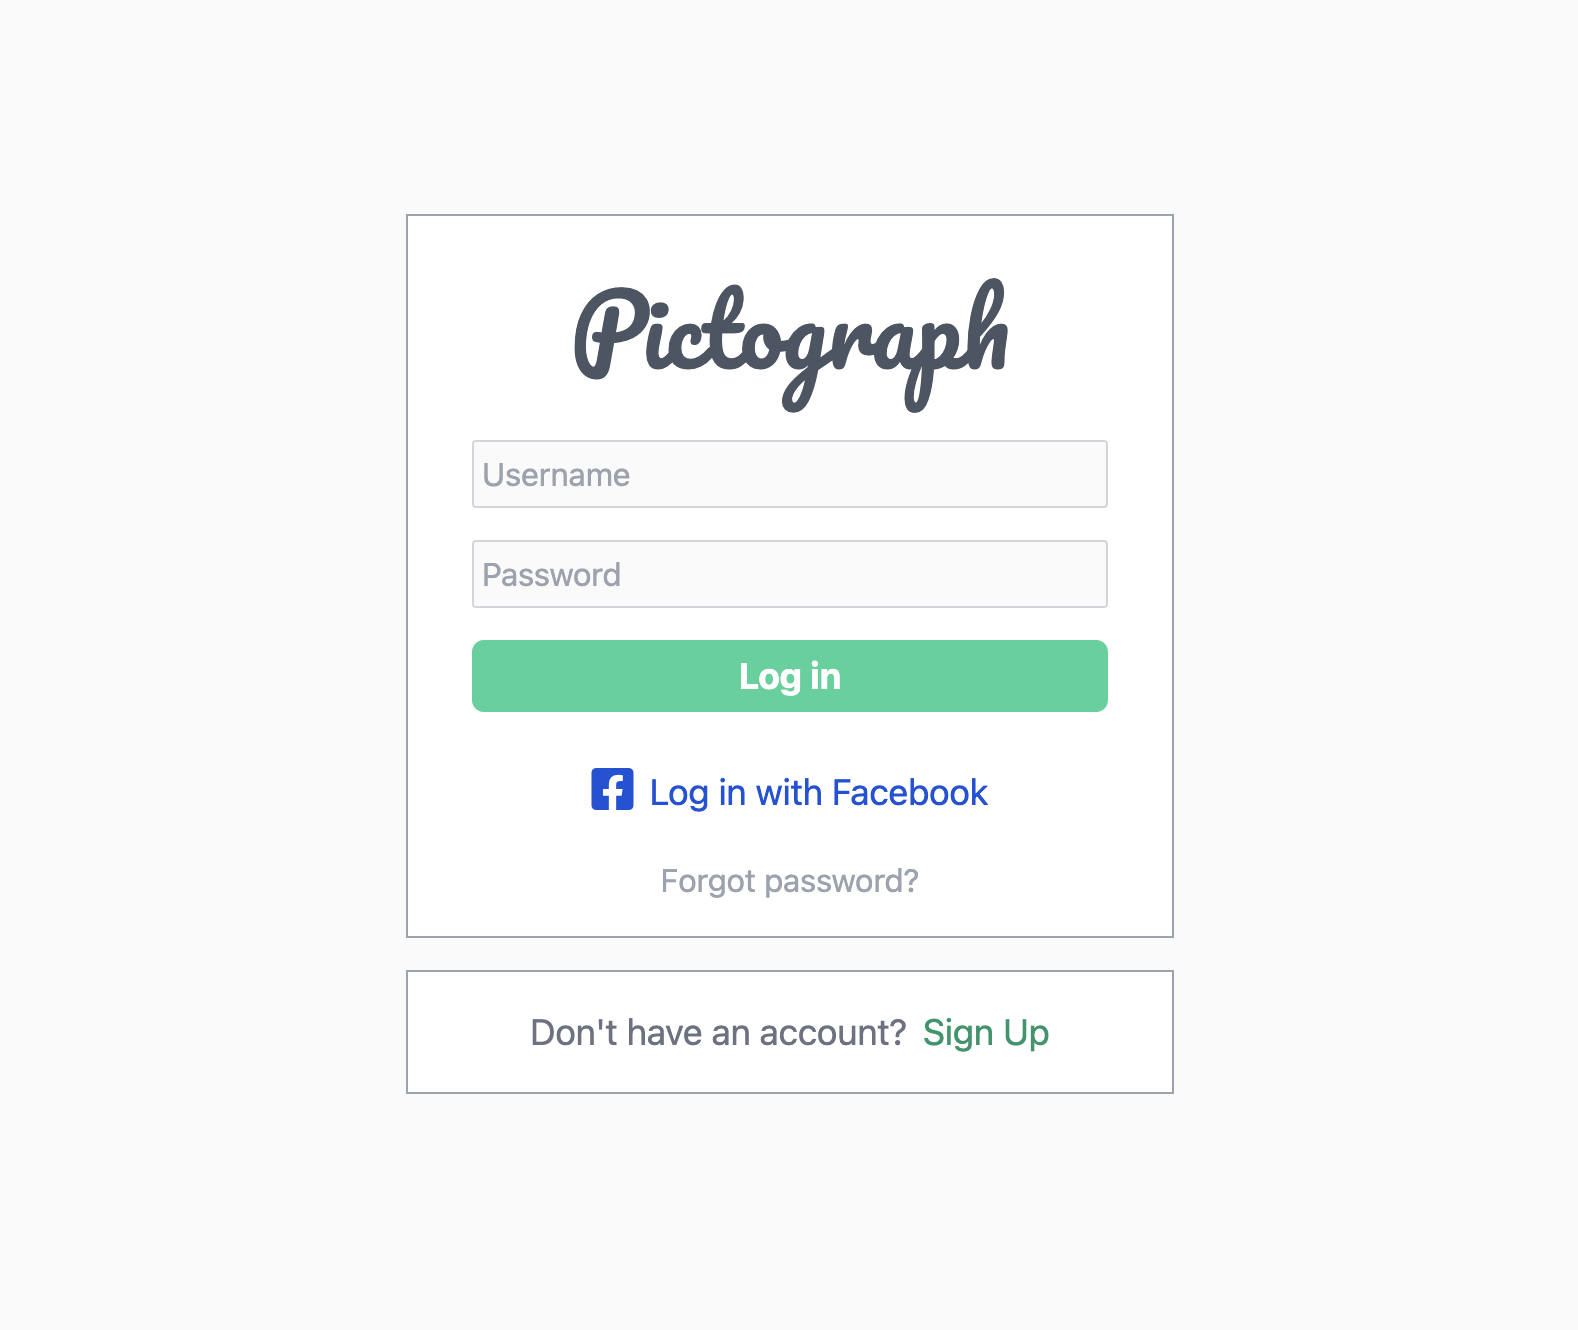 Pictograph
Username
Password
Log in
Log in with Facebook
Forgot password?
Don't have an account? Sign Up